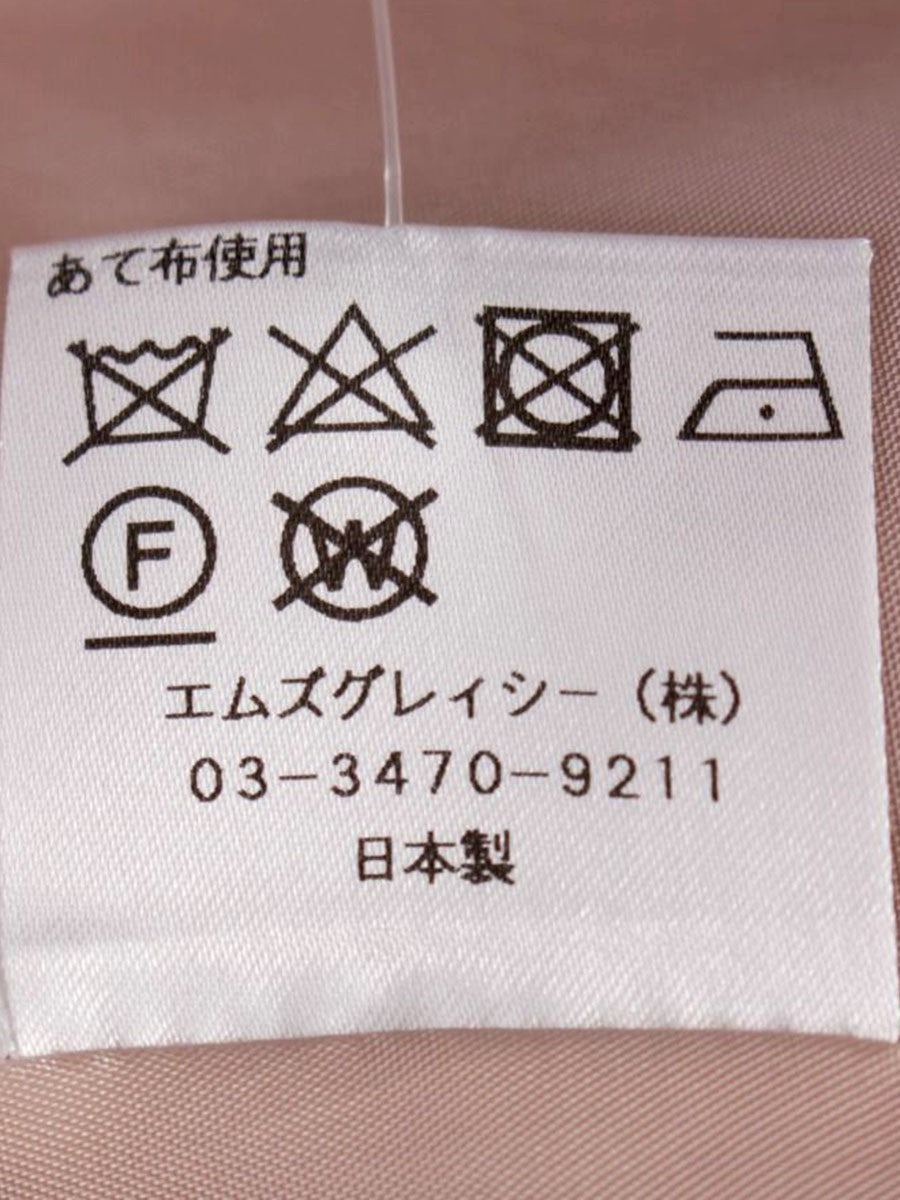 あて布使用
F W
エムズグレイシー（株）
03-3470-9211
日本製